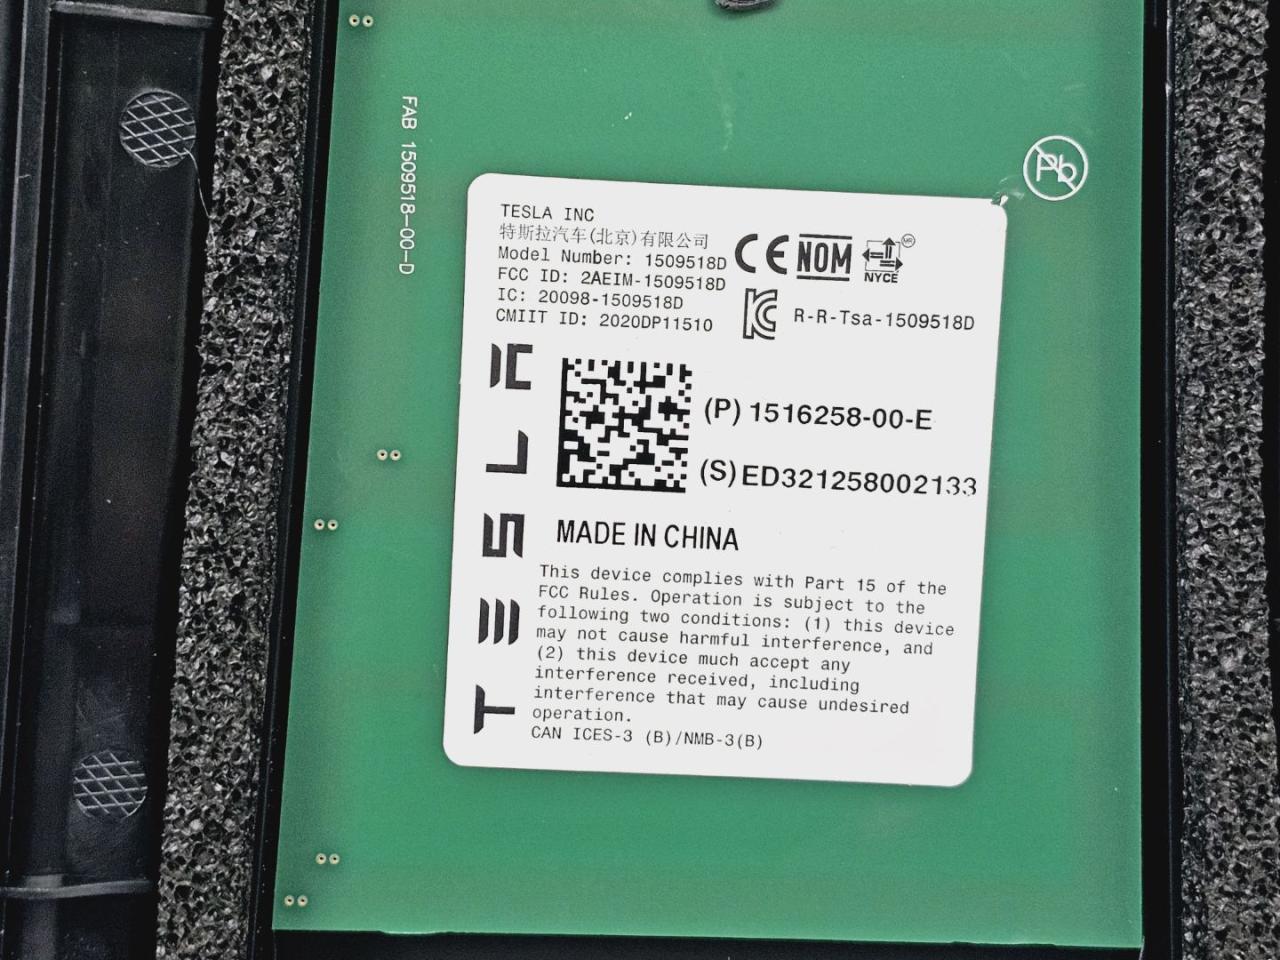 FAB 1509518-00-D
Pb
TESLA INC
特斯拉汽车(北京)有限公司
Model Number: 1509518D
FCC ID: 2AEIM-1509518D
IC: 20098-1509518D
CMIIT ID: 2020DP11510
CE NOM NYCE
R-R-Tsa-1509518D
(P) 1516258-00-E
(S) ED321258002133
MADE IN CHINA
This device complies with Part 15 of the
FCC Rules. Operation is subject to the
following two conditions: (1) this device
may not cause harmful interference, and
(2) this device much accept any
interference received, including
interference that may cause undesired
operation.
CAN ICES-3 (B)/NMB-3(B)
TESLA